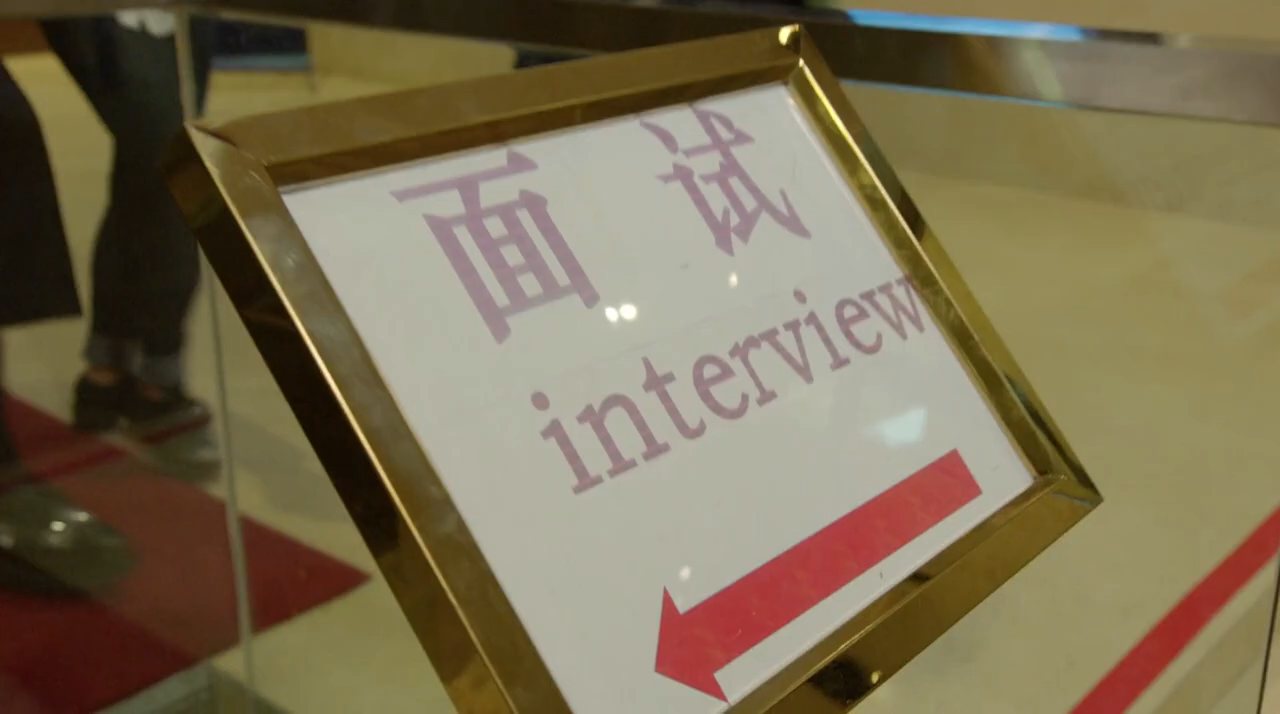 面 试
interview